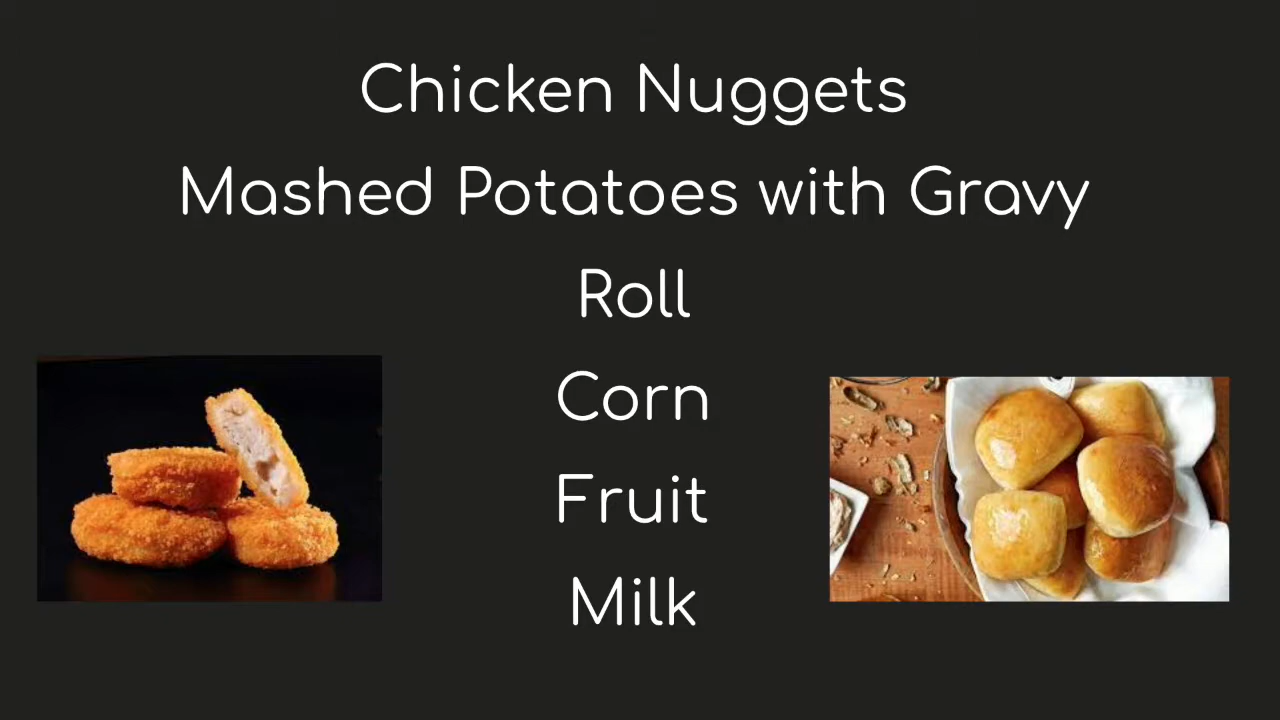 Chicken Nuggets
Mashed Potatoes with Gravy
Roll
Corn
Fruit
Milk